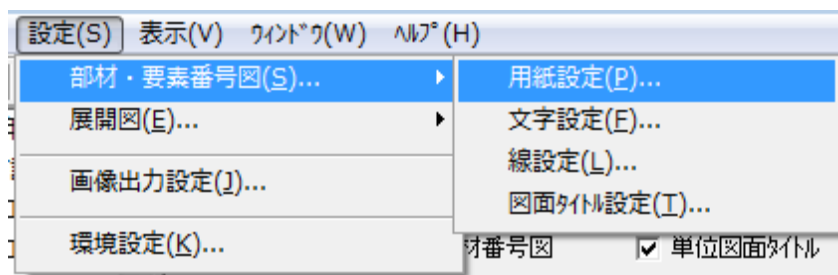 設定(S) 表示(V) ｳｨﾝﾄﾞｳ(W) ﾍﾙﾌﾟ(H)
部材・要素番号図(S)...
用紙設定(P)...
展開図(E)...
文字設定(F)...
線設定(L)...
画像出力設定(J)...
図面ﾀｲﾄﾙ設定(T)...
環境設定(K)...
材番号図 単位図面ﾀｲﾄﾙ